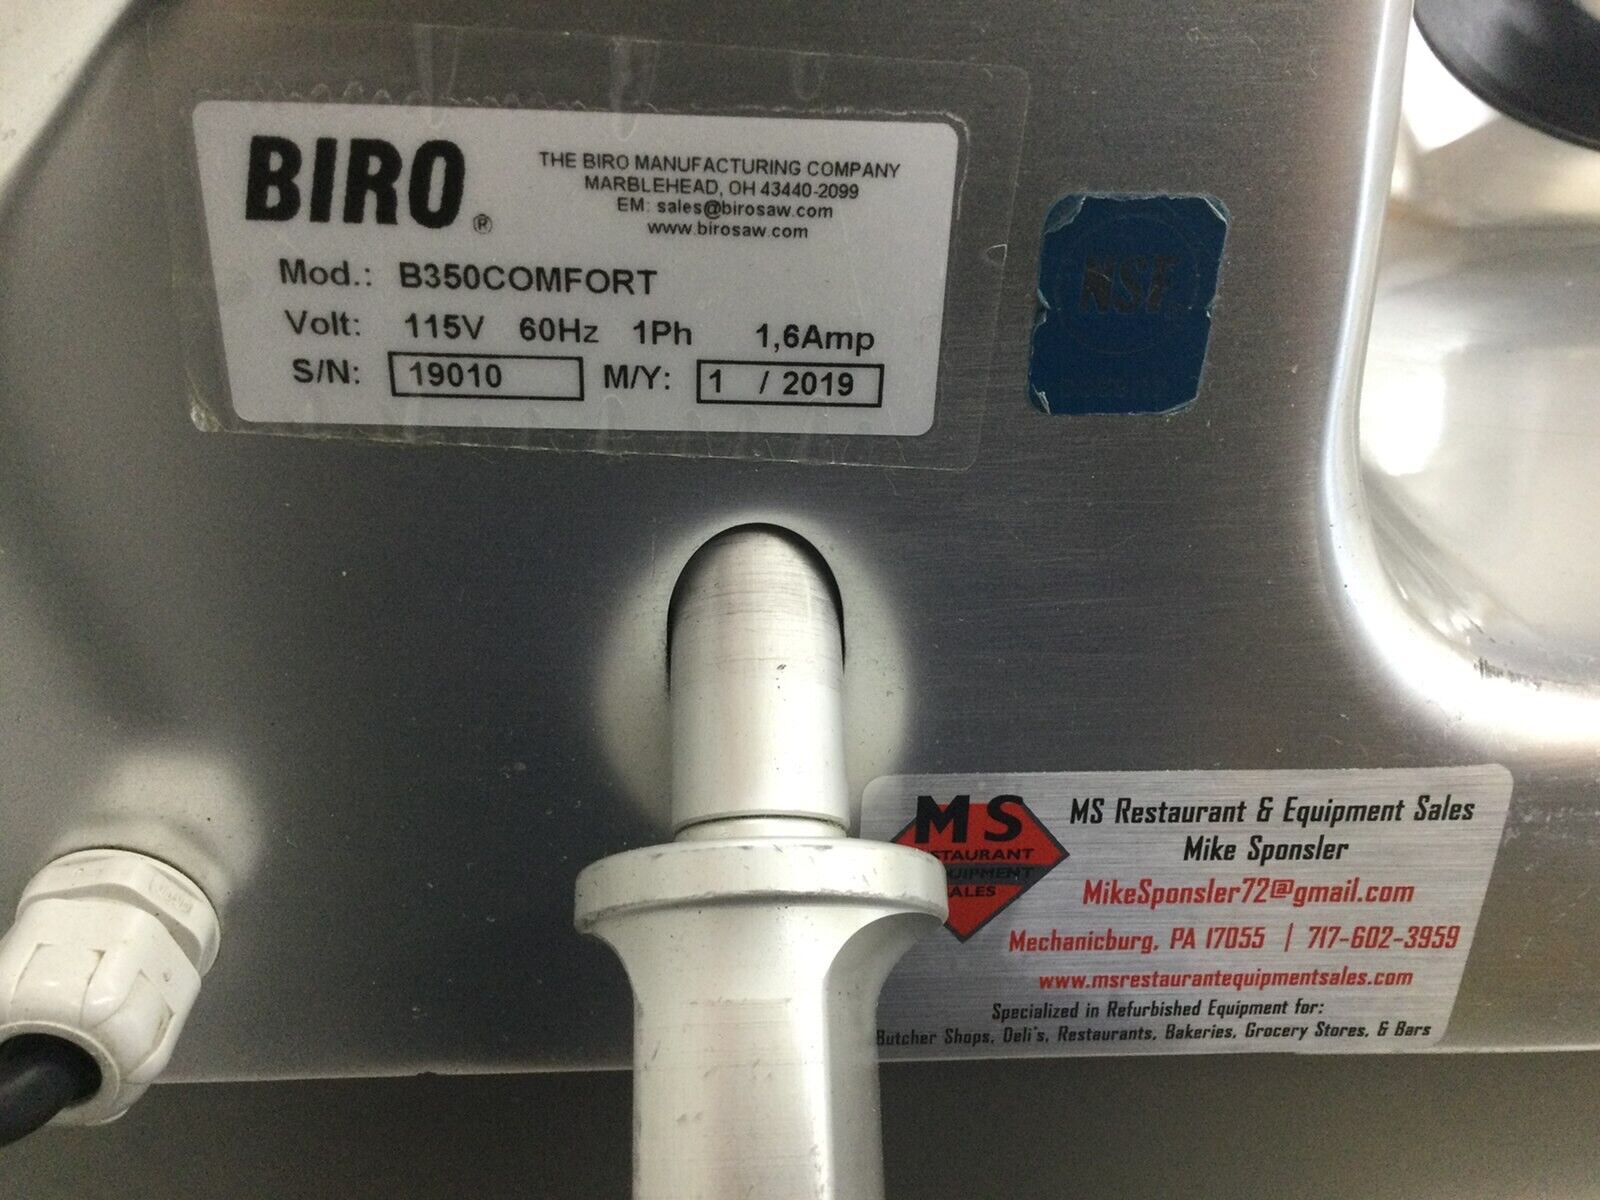 BIRO®
THE BIRO MANUFACTURING COMPANY
MARBLEHEAD, OH 43440-2099
EM: sales@birosaw.com
www.birosaw.com
Mod.: B350COMFORT
Volt: 115V 60Hz 1Ph 1,6Amp
S/N: 19010 M/Y: 1 / 2019
NSF
MS
STAURANT
QUIPMENT
SALES
MS Restaurant & Equipment Sales
Mike Sponsler
MikeSponsler72@gmail.com
Mechanicburg, PA 17055 | 717-602-3959
www.msrestaurantequipmentsales.com
Specialized in Refurbished Equipment for:
Butcher Shops, Deli's, Restaurants, Bakeries, Grocery Stores, & Bars